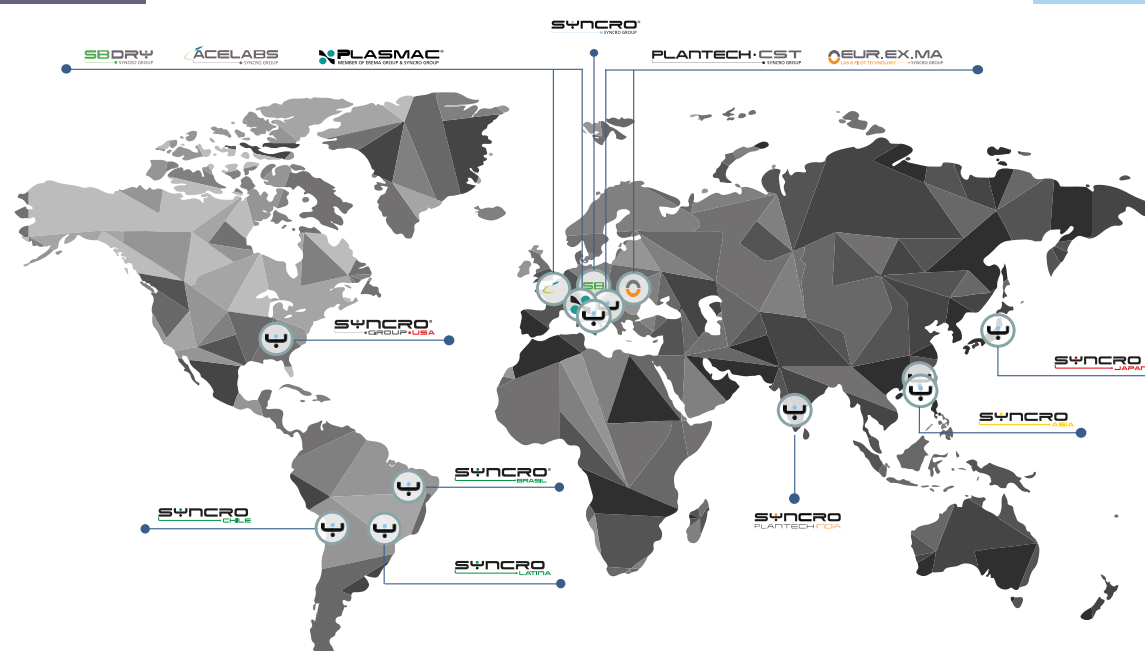 SYNCRO®
SYNCRO GROUP
SBDRY
SYNCRO GROUP
ACELABS
SYNCRO GROUP
PLASMAC®
MEMBER OF EREMA GROUP & SYNCRO GROUP
PLANTECH·CST
SYNCRO GROUP
EUR.EX.MA
LAB & PILOT TECHNOLOGY SYNCRO GROUP
SB
SYNCRO®
GROUP•USA
SYNCRO
JAPAN
SYNCRO
ASIA
SYNCRO®
BRASIL
SYNCRO
CHILE
SYNCRO
PLANTECH INDIA
SYNCRO
LATINA